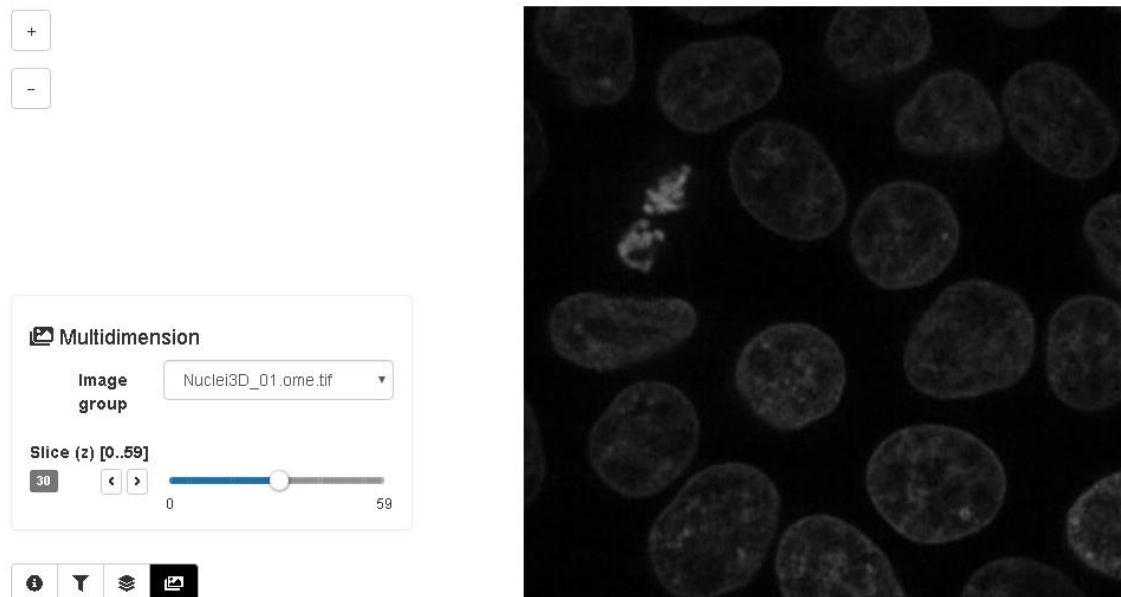 +
-
Multidimension
Image group
Nuclei3D_01.ome.tif
Slice (z) [0..59]
30
0
59